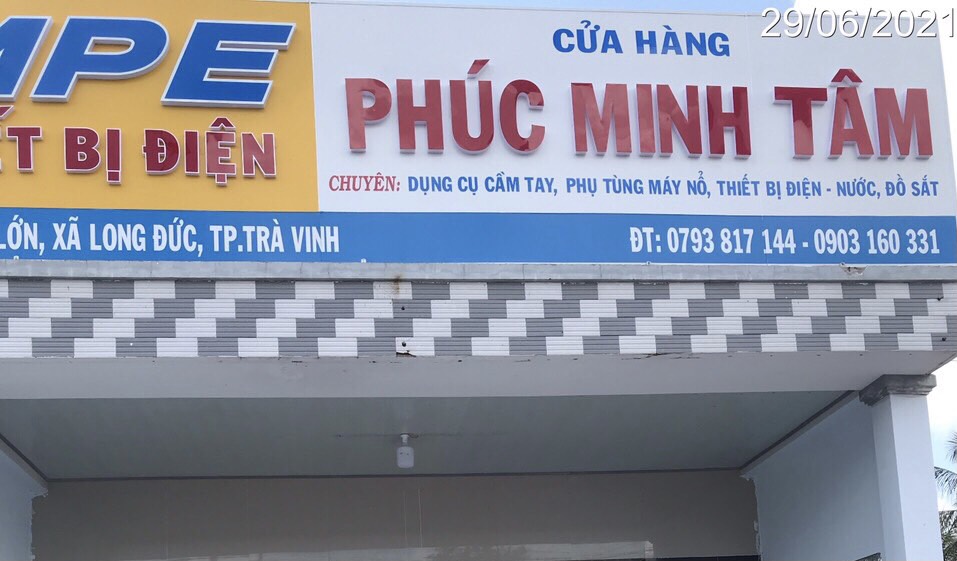 29/06/2021
MPE
BỊ ĐIỆN
CỬA HÀNG
PHÚC MINH TÂM
CHUYÊN: DỤNG CỤ CẦM TAY, PHỤ TÙNG MÁY NỔ, THIẾT BỊ ĐIỆN - NƯỚC, ĐỒ SẮT
LỚN, XÃ LONG ĐỨC, TP.TRÀ VINH
ĐT: 0793 817 144 - 0903 160 331